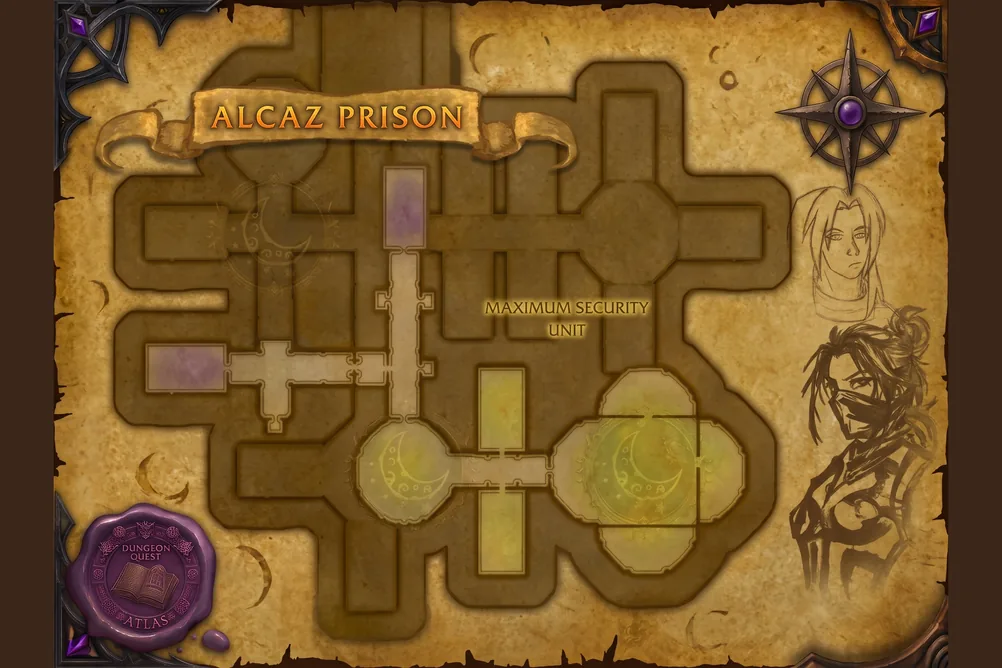 ALCAZ PRISON
MAXIMUM SECURITY
UNIT
DUNGEON
QUEST
ATLAS